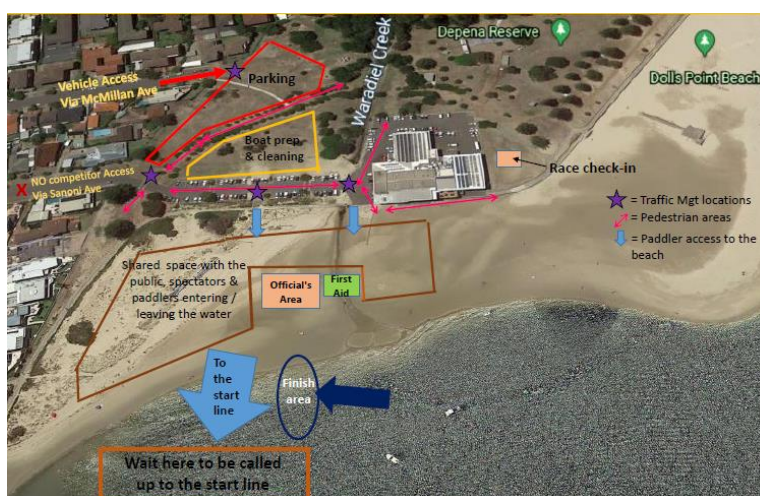 Depena Reserve
Dolls Point Beach
Waradiel Creek
Vehicle Access
Via McMillan Ave
Parking
Boat prep
& cleaning
Race check-in
X NO competitor Access
Via Sanoni Ave
= Traffic Mgt locations
= Pedestrian areas
= Paddler access to the
beach
Shared space with the
public, spectators &
paddlers entering /
leaving the water
Official's
Area
First
Aid
To
the
start
line
Finish
area
Wait here to be called
up to the start line